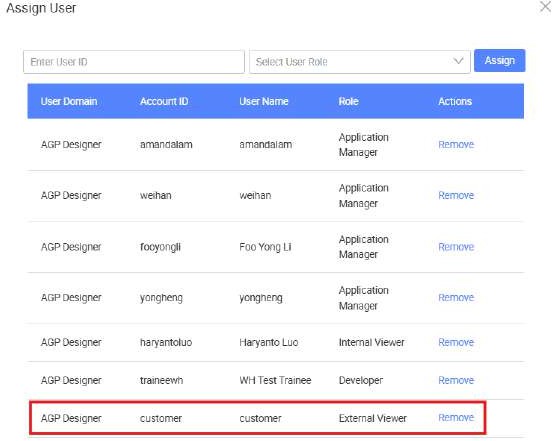 Assign User
Enter User ID Select User Role Assign
User Domain Account ID User Name Role Actions
AGP Designer amandalam amandalam Application Manager Remove
AGP Designer weihan weihan Application Manager Remove
AGP Designer fooyongli Foo Yong Li Application Manager Remove
AGP Designer yongheng yongheng Application Manager Remove
AGP Designer haryantoluo Haryanto Luo Internal Viewer Remove
AGP Designer traineewh WH Test Trainee Developer Remove
AGP Designer customer customer External Viewer Remove